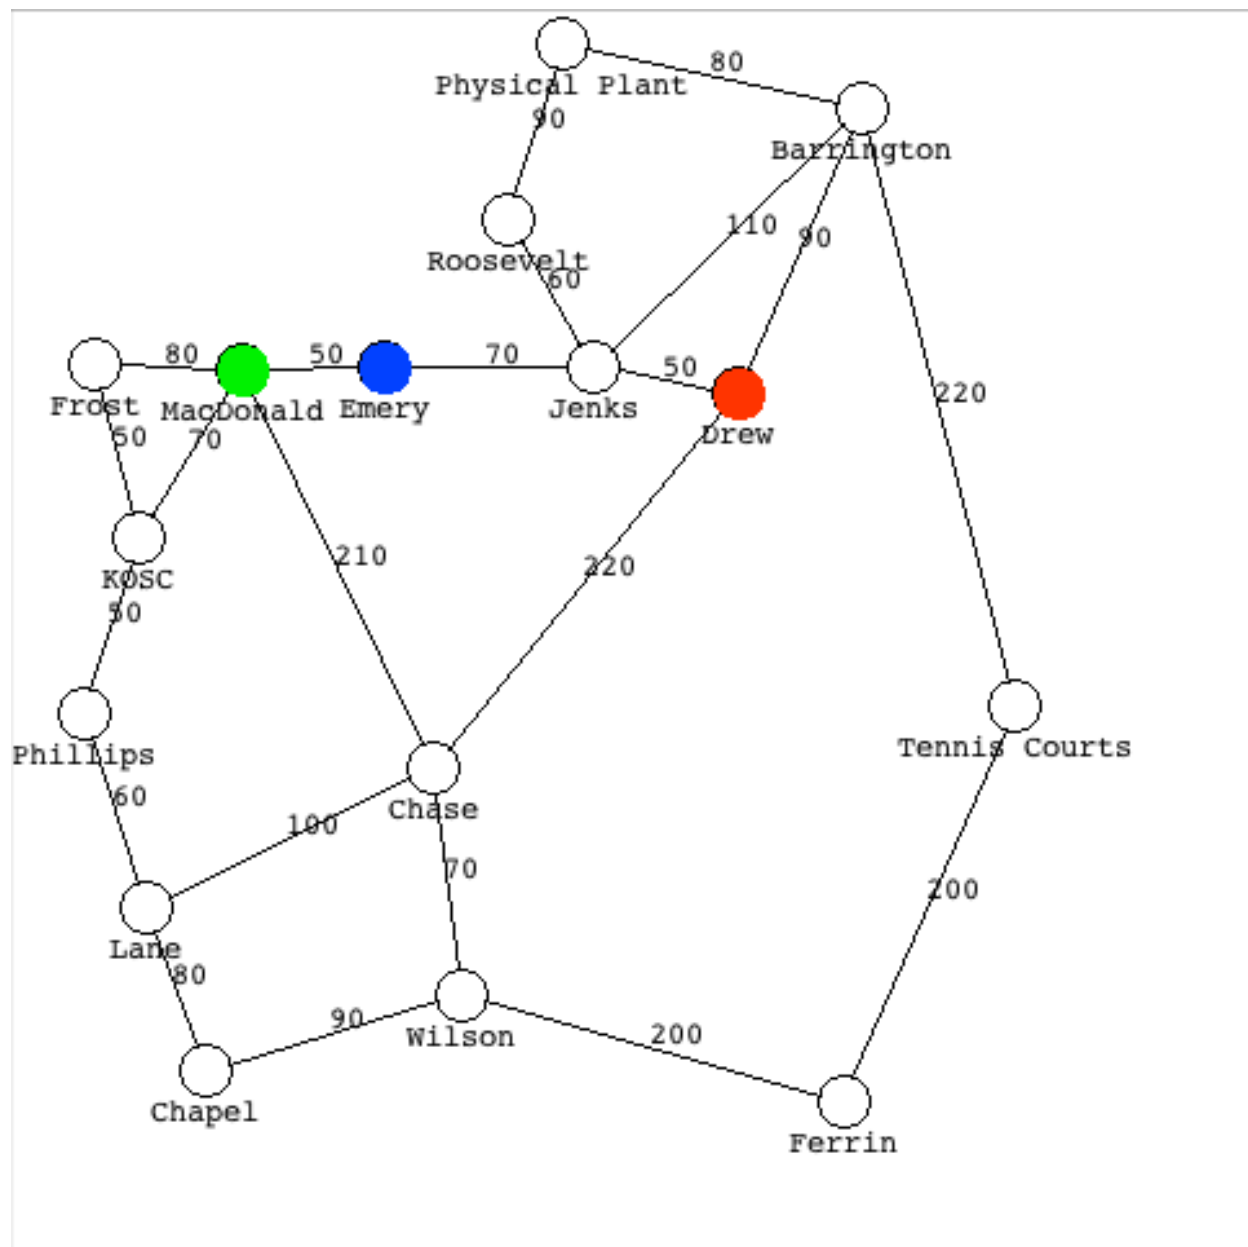 80
Physical Plant
90
Barrington
110
90
Roosevelt
60
80
50
70
50
220
Frost
MacDonald
Emery
Jenks
Drew
50
70
210
220
KOSC
50
Phillips
Tennis Courts
60
Chase
100
70
200
Lane
80
90
Wilson
200
Chapel
Ferrin